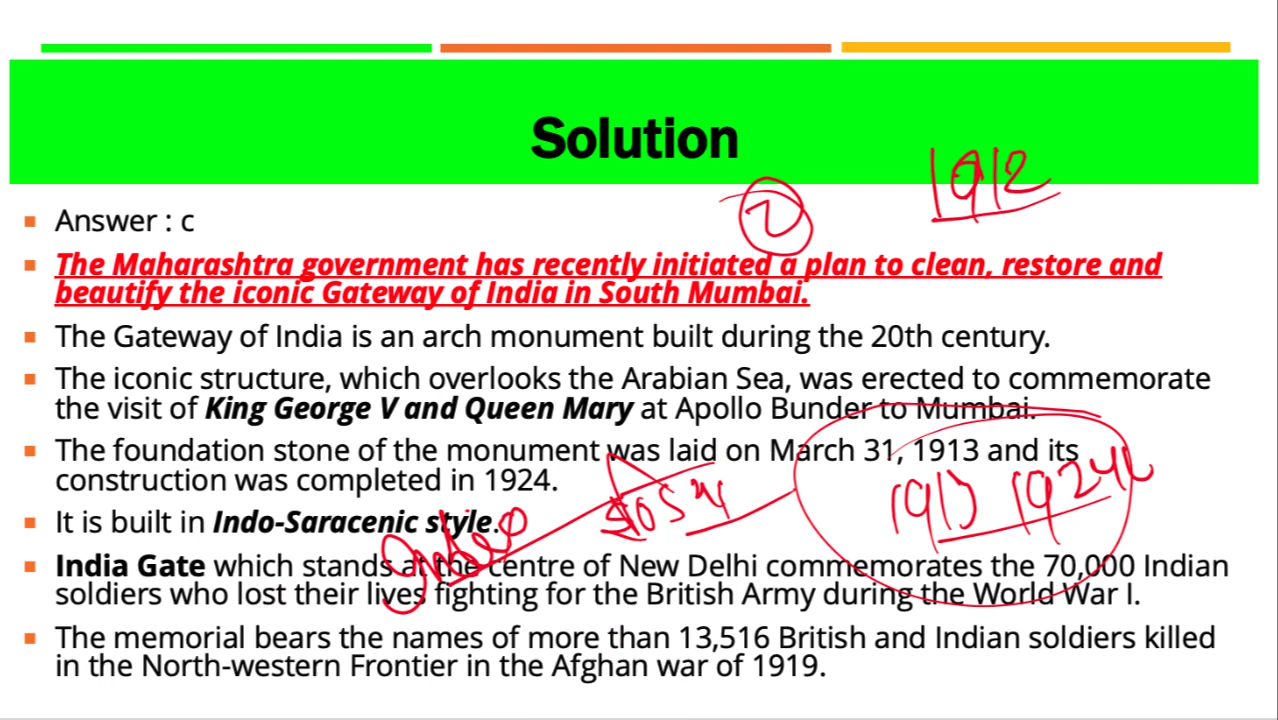 Solution
1912
2
Answer : c
The Maharashtra government has recently initiated a plan to clean, restore and
beautify the iconic Gateway of India in South Mumbai.
The Gateway of India is an arch monument built during the 20th century.
The iconic structure, which overlooks the Arabian Sea, was erected to commemorate
the visit of King George V and Queen Mary at Apollo Bunder to Mumbai.
The foundation stone of the monument was laid on March 31, 1913 and its
construction was completed in 1924.
1913 1924
It is built in Indo-Saracenic style.
India Gate which stands at the centre of New Delhi commemorates the 70,000 Indian
soldiers who lost their lives fighting for the British Army during the World War I.
The memorial bears the names of more than 13,516 British and Indian soldiers killed
in the North-western Frontier in the Afghan war of 1919.